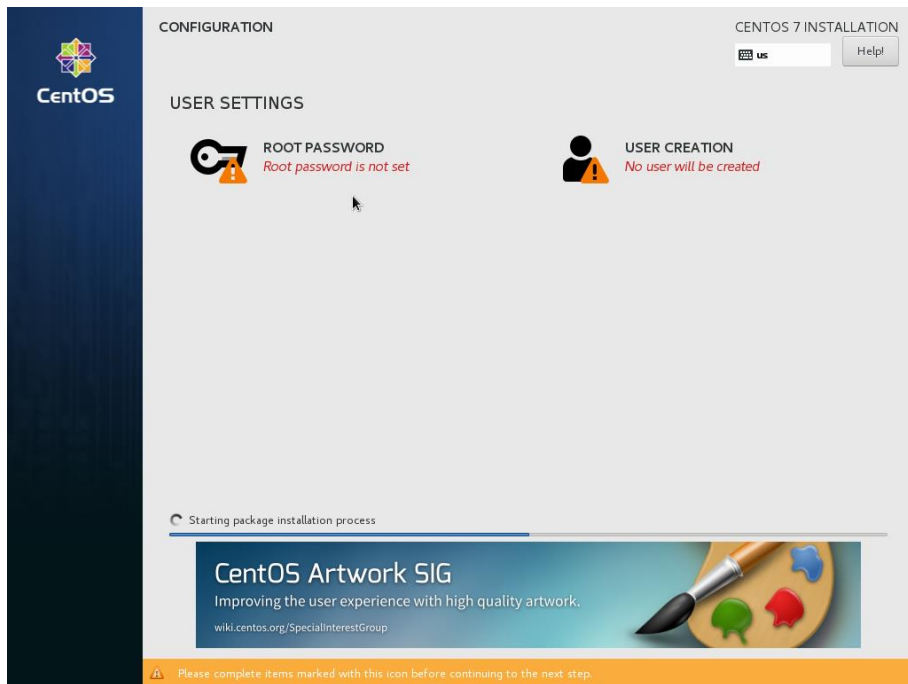 CONFIGURATION
CENTOS 7 INSTALLATION
us
Help!
CentOS
USER SETTINGS
ROOT PASSWORD
Root password is not set
USER CREATION
No user will be created
Starting package installation process
CentOS Artwork SIG
Improving the user experience with high quality artwork.
wiki.centos.org/SpecialInterestGroup
Please complete items marked with this icon before continuing to the next step.